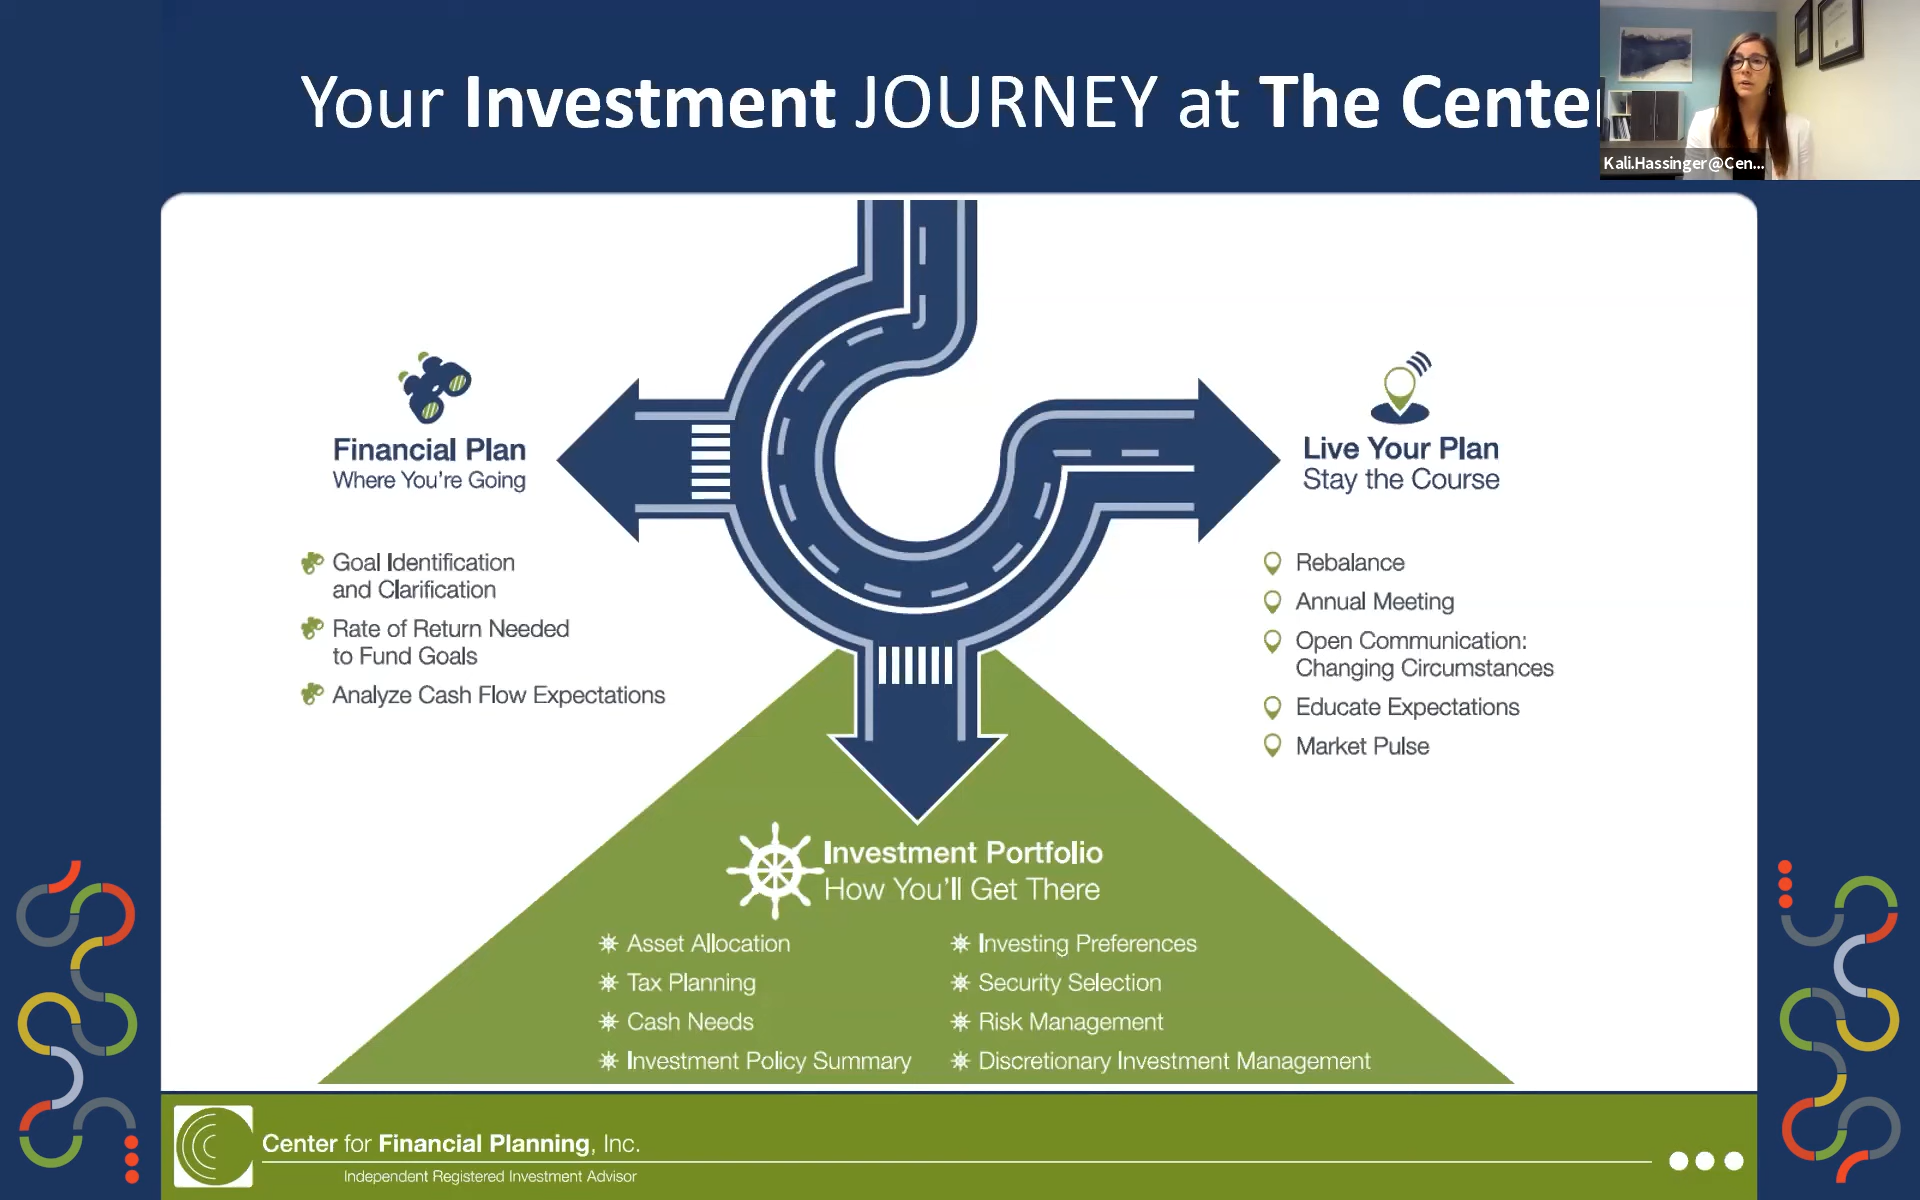 Your Investment JOURNEY at The Center
Kali.Hassinger@Cen...
Financial Plan
Where You're Going
Goal Identification
and Clarification
Rate of Return Needed
to Fund Goals
Analyze Cash Flow Expectations
Live Your Plan
Stay the Course
Rebalance
Annual Meeting
Open Communication:
Changing Circumstances
Educate Expectations
Market Pulse
Investment Portfolio
How You'll Get There
Asset Allocation
Tax Planning
Cash Needs
Investment Policy Summary
Investing Preferences
Security Selection
Risk Management
Discretionary Investment Management
Center for Financial Planning, Inc.
Independent Registered Investment Advisor